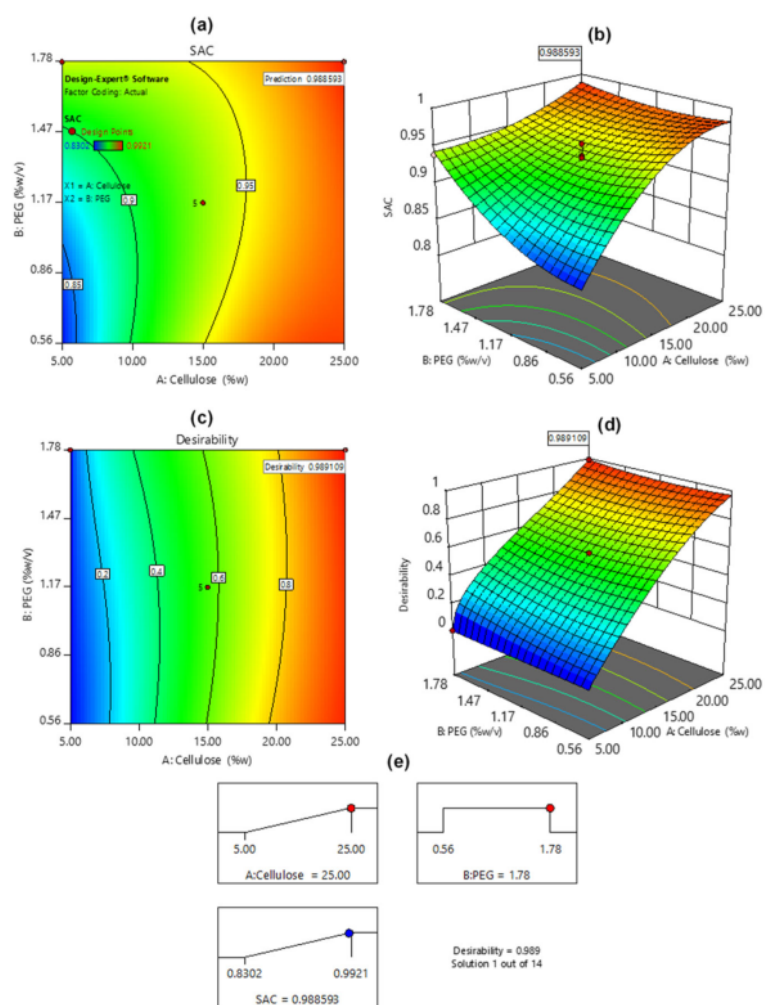 (a)
SAC
1.78
1.47
1.17
0.86
0.56
B: PEG (%w/v)
Design-Expert® Software
Factor Coding: Actual
SAC
Design Points
0.8302 0.9921
X1 = A: Cellulose
X2 = B: PEG
Prediction 0.988593
0.85
0.9
0.95
5
5.00 10.00 15.00 20.00 25.00
A: Cellulose (%w)
(b)
0.988593
1
0.95
0.9
0.85
0.8
SAC
1.78
1.47
1.17
0.86
0.56
B: PEG (%w/v)
25.00
20.00
15.00
10.00
5.00
A: Cellulose (%w)
(c)
Desirability
1.78
1.47
1.17
0.86
0.56
B: PEG (%w/v)
Desirability 0.989109
0.2
0.4
0.6
0.8
5
5.00 10.00 15.00 20.00 25.00
A: Cellulose (%w)
(d)
0.989109
1
0.8
0.6
0.4
0.2
0
Desirability
1.78
1.47
1.17
0.86
0.56
B: PEG (%w/v)
25.00
20.00
15.00
10.00
5.00
A: Cellulose (%w)
(e)
5.00 25.00
A:Cellulose = 25.00
0.56 1.78
B:PEG = 1.78
0.8302 0.9921
SAC = 0.988593
Desirability = 0.989
Solution 1 out of 14